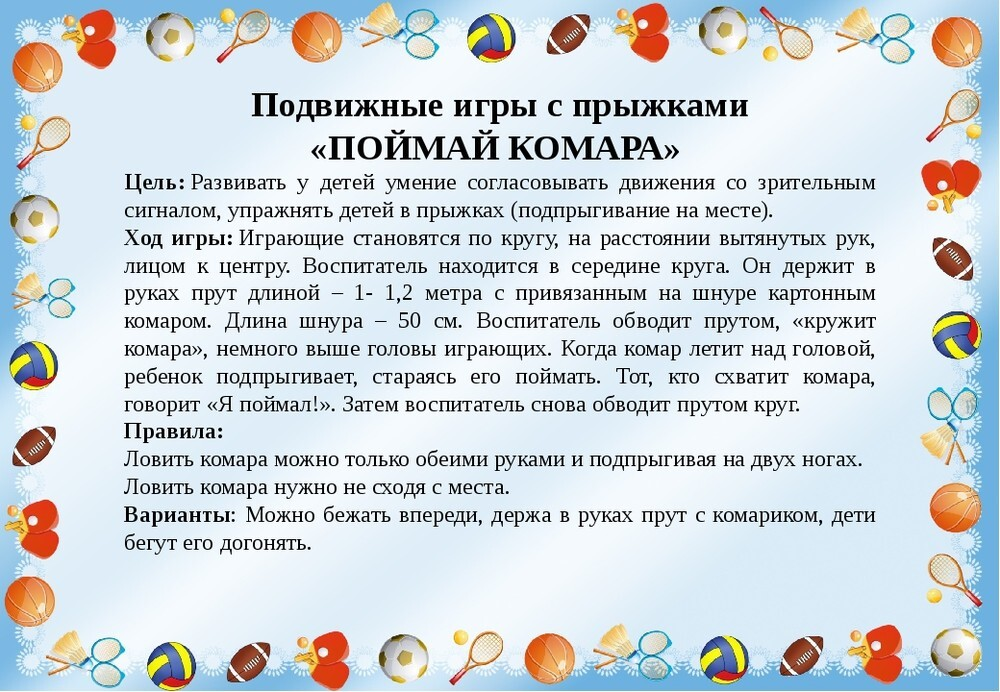 Подвижные игры с прыжками
«ПОЙМАЙ КОМАРА»
Цель: Развивать у детей умение согласовывать движения со зрительным
сигналом, упражнять детей в прыжках (подпрыгивание на месте).
Ход игры: Играющие становятся по кругу, на расстоянии вытянутых рук,
лицом к центру. Воспитатель находится в середине круга. Он держит в
руках прут длиной – 1- 1,2 метра с привязанным на шнуре картонным
комаром. Длина шнура – 50 см. Воспитатель обводит прутом, «кружит
комара», немного выше головы играющих. Когда комар летит над головой,
ребенок подпрыгивает, стараясь его поймать. Тот, кто схватит комара,
говорит «Я поймал!». Затем воспитатель снова обводит прутом круг.
Правила:
Ловить комара можно только обеими руками и подпрыгивая на двух ногах.
Ловить комара нужно не сходя с места.
Варианты: Можно бежать впереди, держа в руках прут с комариком, дети
бегут его догонять.